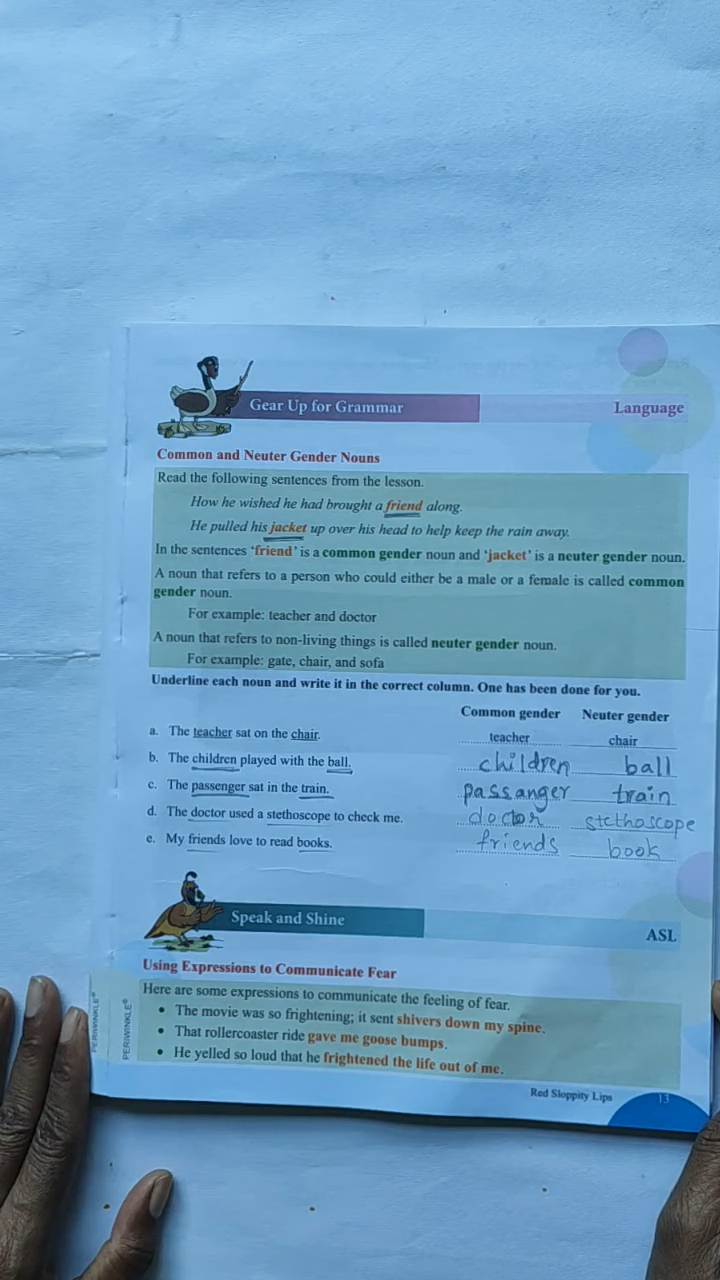 Gear Up for Grammar
Language
Common and Neuter Gender Nouns
Read the following sentences from the lesson.
How he wished he had brought a friend along.
He pulled his jacket up over his head to help keep the rain away.
In the sentences ‘friend’ is a common gender noun and ‘jacket’ is a neuter gender noun.
A noun that refers to a person who could either be a male or a female is called common
gender noun.
For example: teacher and doctor
A noun that refers to non-living things is called neuter gender noun.
For example: gate, chair, and sofa
Underline each noun and write it in the correct column. One has been done for you.
Common gender Neuter gender
a. The teacher sat on the chair. teacher chair
b. The children played with the ball. children ball
c. The passenger sat in the train. passanger train
d. The doctor used a stethoscope to check me. doctor stethoscope
e. My friends love to read books. friends book
Speak and Shine
ASL
Using Expressions to Communicate Fear
Here are some expressions to communicate the feeling of fear.
• The movie was so frightening; it sent shivers down my spine.
• That rollercoaster ride gave me goose bumps.
• He yelled so loud that he frightened the life out of me.
PERIWINKLE®
PERIWINKLE®
Red Sloppity Lips 13